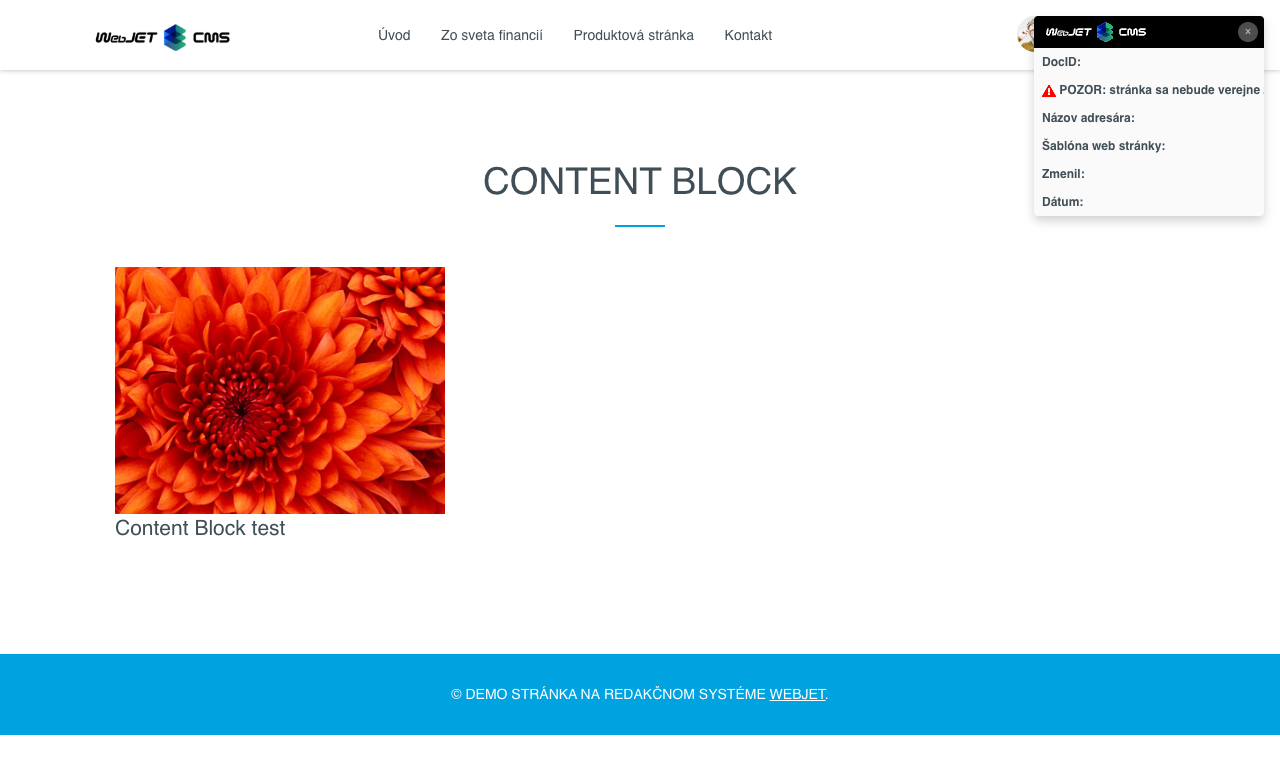 WebJET CMS
Úvod
Zo sveta financií
Produktová stránka
Kontakt
WebJET CMS
×
DocID:
POZOR: stránka sa nebude verejne
Názov adresára:
Šablóna web stránky:
Zmenil:
Dátum:
CONTENT BLOCK
Content Block test
© DEMO STRÁNKA NA REDAKČNOM SYSTÉME WEBJET.